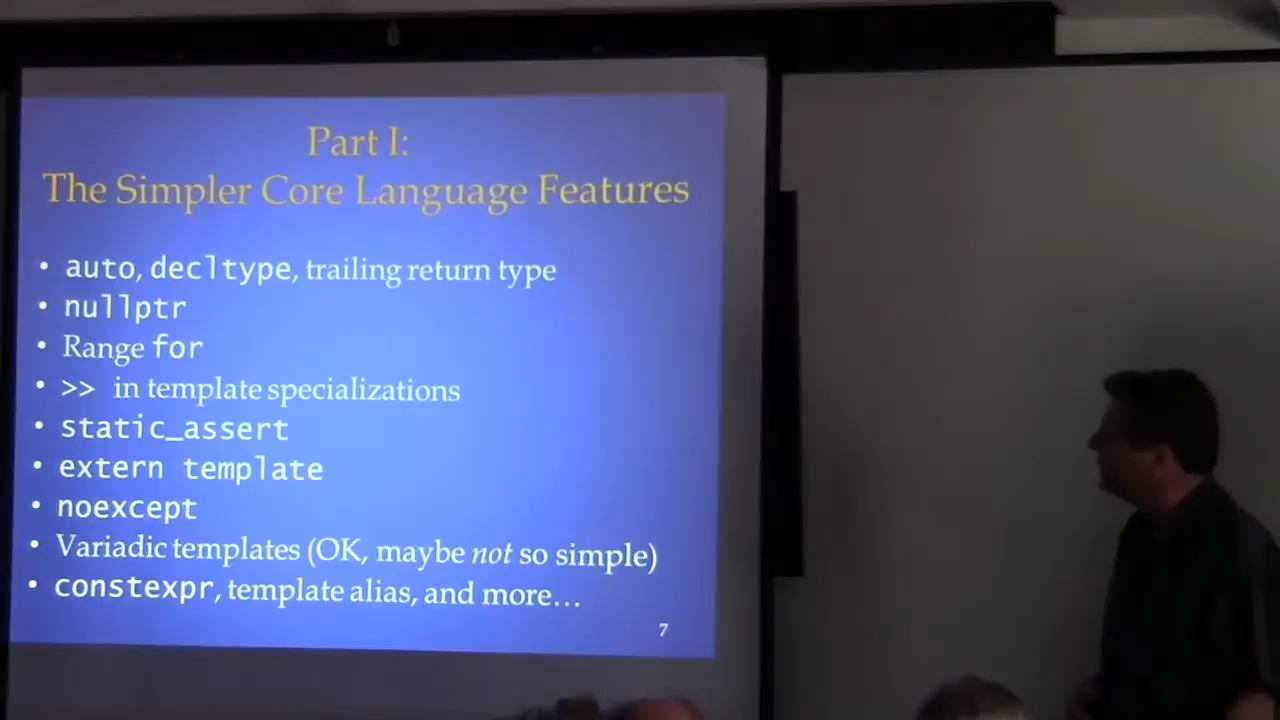 Part I:
The Simpler Core Language Features
• auto, decltype, trailing return type
• nullptr
• Range for
• >> in template specializations
• static_assert
• extern template
• noexcept
• Variadic templates (OK, maybe not so simple)
• constexpr, template alias, and more…
7